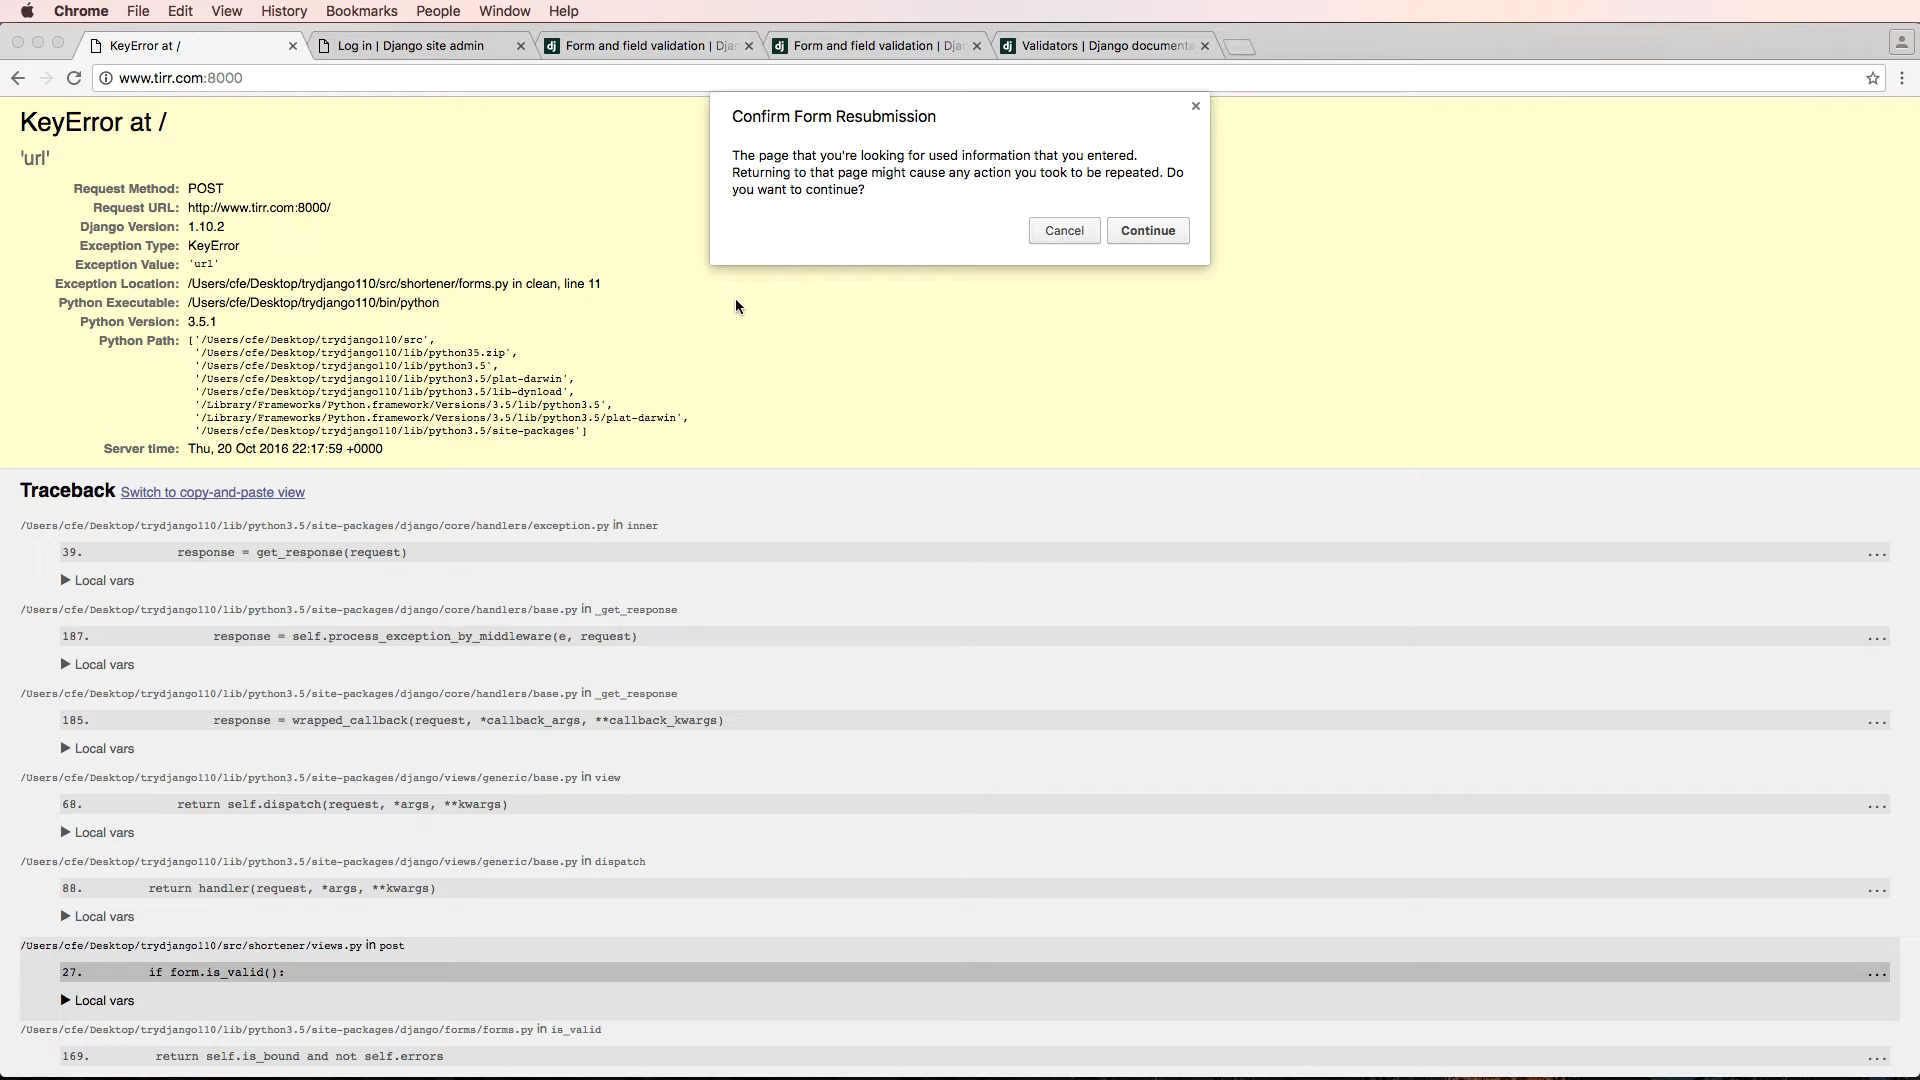 Chrome File Edit View History Bookmarks People Window Help
KeyError at /
Log in | Django site admin
Form and field validation | Dja
Form and field validation | Djan
Validators | Django documenta
www.tirr.com:8000
Confirm Form Resubmission
The page that you're looking for used information that you entered.
Returning to that page might cause any action you took to be repeated. Do
you want to continue?
Cancel Continue
KeyError at /
'url'
Request Method: POST
Request URL: http://www.tirr.com:8000/
Django Version: 1.10.2
Exception Type: KeyError
Exception Value: 'url'
Exception Location: /Users/cfe/Desktop/trydjango110/src/shortener/forms.py in clean, line 11
Python Executable: /Users/cfe/Desktop/trydjango110/bin/python
Python Version: 3.5.1
Python Path: ['/Users/cfe/Desktop/trydjango110/src',
'/Users/cfe/Desktop/trydjango110/lib/python35.zip',
'/Users/cfe/Desktop/trydjango110/lib/python3.5',
'/Users/cfe/Desktop/trydjango110/lib/python3.5/plat-darwin',
'/Users/cfe/Desktop/trydjango110/lib/python3.5/lib-dynload',
'/Library/Frameworks/Python.framework/Versions/3.5/lib/python3.5',
'/Library/Frameworks/Python.framework/Versions/3.5/lib/python3.5/plat-darwin',
'/Users/cfe/Desktop/trydjango110/lib/python3.5/site-packages']
Server time: Thu, 20 Oct 2016 22:17:59 +0000
Traceback Switch to copy-and-paste view
/Users/cfe/Desktop/trydjango110/lib/python3.5/site-packages/django/core/handlers/exception.py in inner
39. response = get_response(request) ...
▶ Local vars
/Users/cfe/Desktop/trydjango110/lib/python3.5/site-packages/django/core/handlers/base.py in _get_response
187. response = self.process_exception_by_middleware(e, request) ...
▶ Local vars
/Users/cfe/Desktop/trydjango110/lib/python3.5/site-packages/django/core/handlers/base.py in _get_response
185. response = wrapped_callback(request, *callback_args, **callback_kwargs) ...
▶ Local vars
/Users/cfe/Desktop/trydjango110/lib/python3.5/site-packages/django/views/generic/base.py in view
68. return self.dispatch(request, *args, **kwargs) ...
▶ Local vars
/Users/cfe/Desktop/trydjango110/lib/python3.5/site-packages/django/views/generic/base.py in dispatch
88. return handler(request, *args, **kwargs) ...
▶ Local vars
/Users/cfe/Desktop/trydjango110/src/shortener/views.py in post
27. if form.is_valid(): ...
▶ Local vars
/Users/cfe/Desktop/trydjango110/lib/python3.5/site-packages/django/forms/forms.py in is_valid
169. return self.is_bound and not self.errors ...